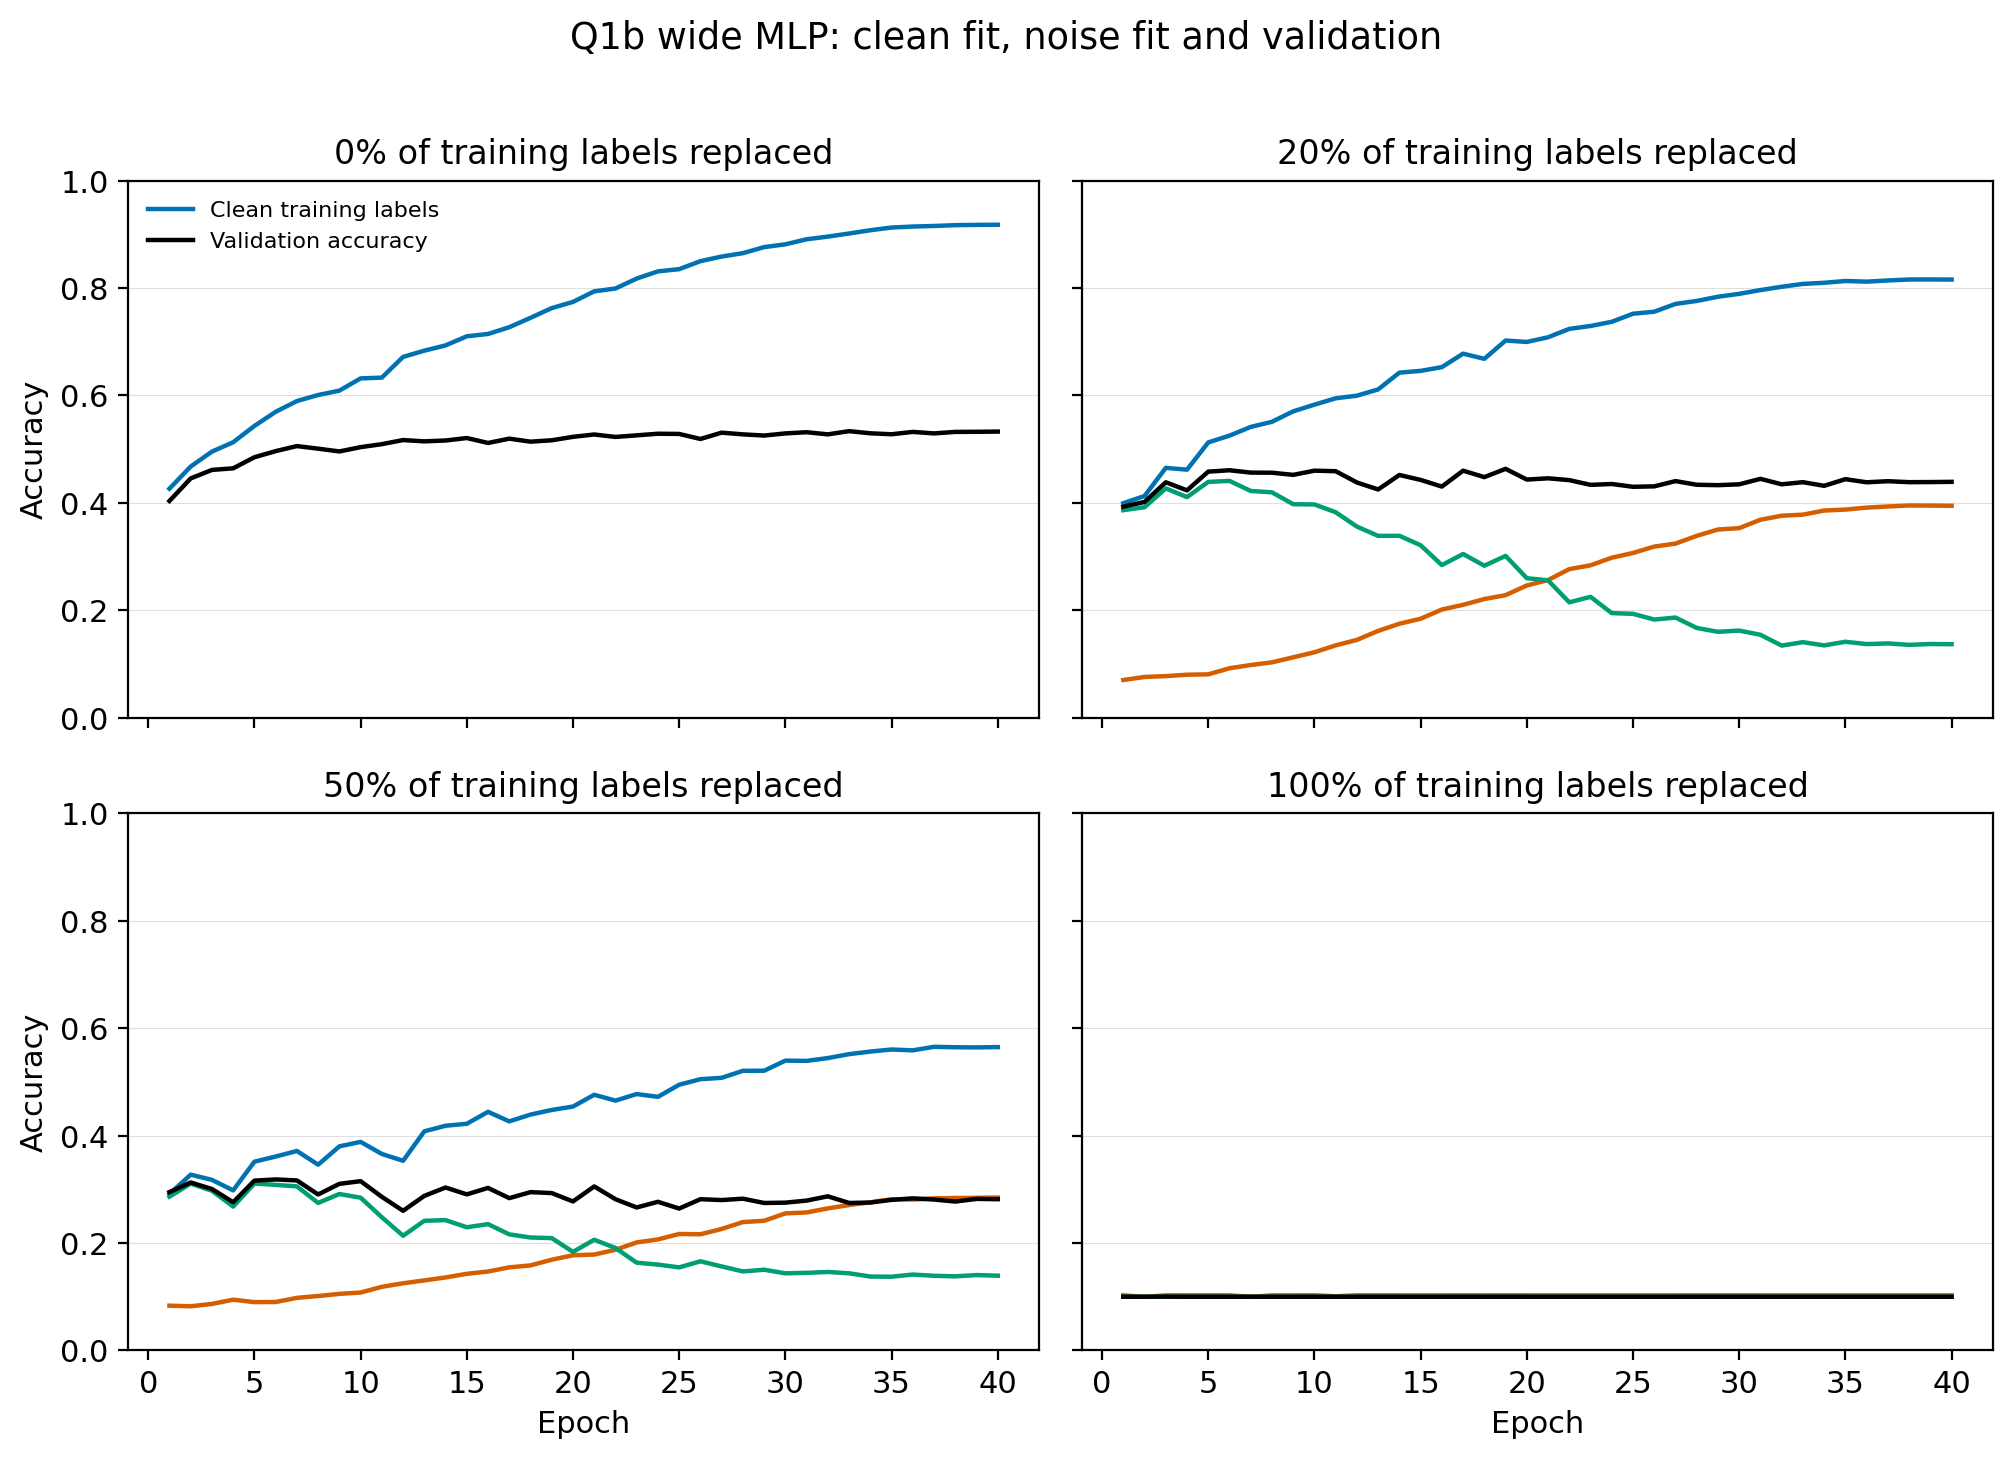 Q1b wide MLP: clean fit, noise fit and validation
0% of training labels replaced
20% of training labels replaced
1.0
0.8
0.6
0.4
0.2
0.0
Accuracy
Clean training labels
Validation accuracy
50% of training labels replaced
100% of training labels replaced
1.0
0.8
0.6
0.4
0.2
0.0
Accuracy
0 5 10 15 20 25 30 35 40
0 5 10 15 20 25 30 35 40
Epoch
Epoch